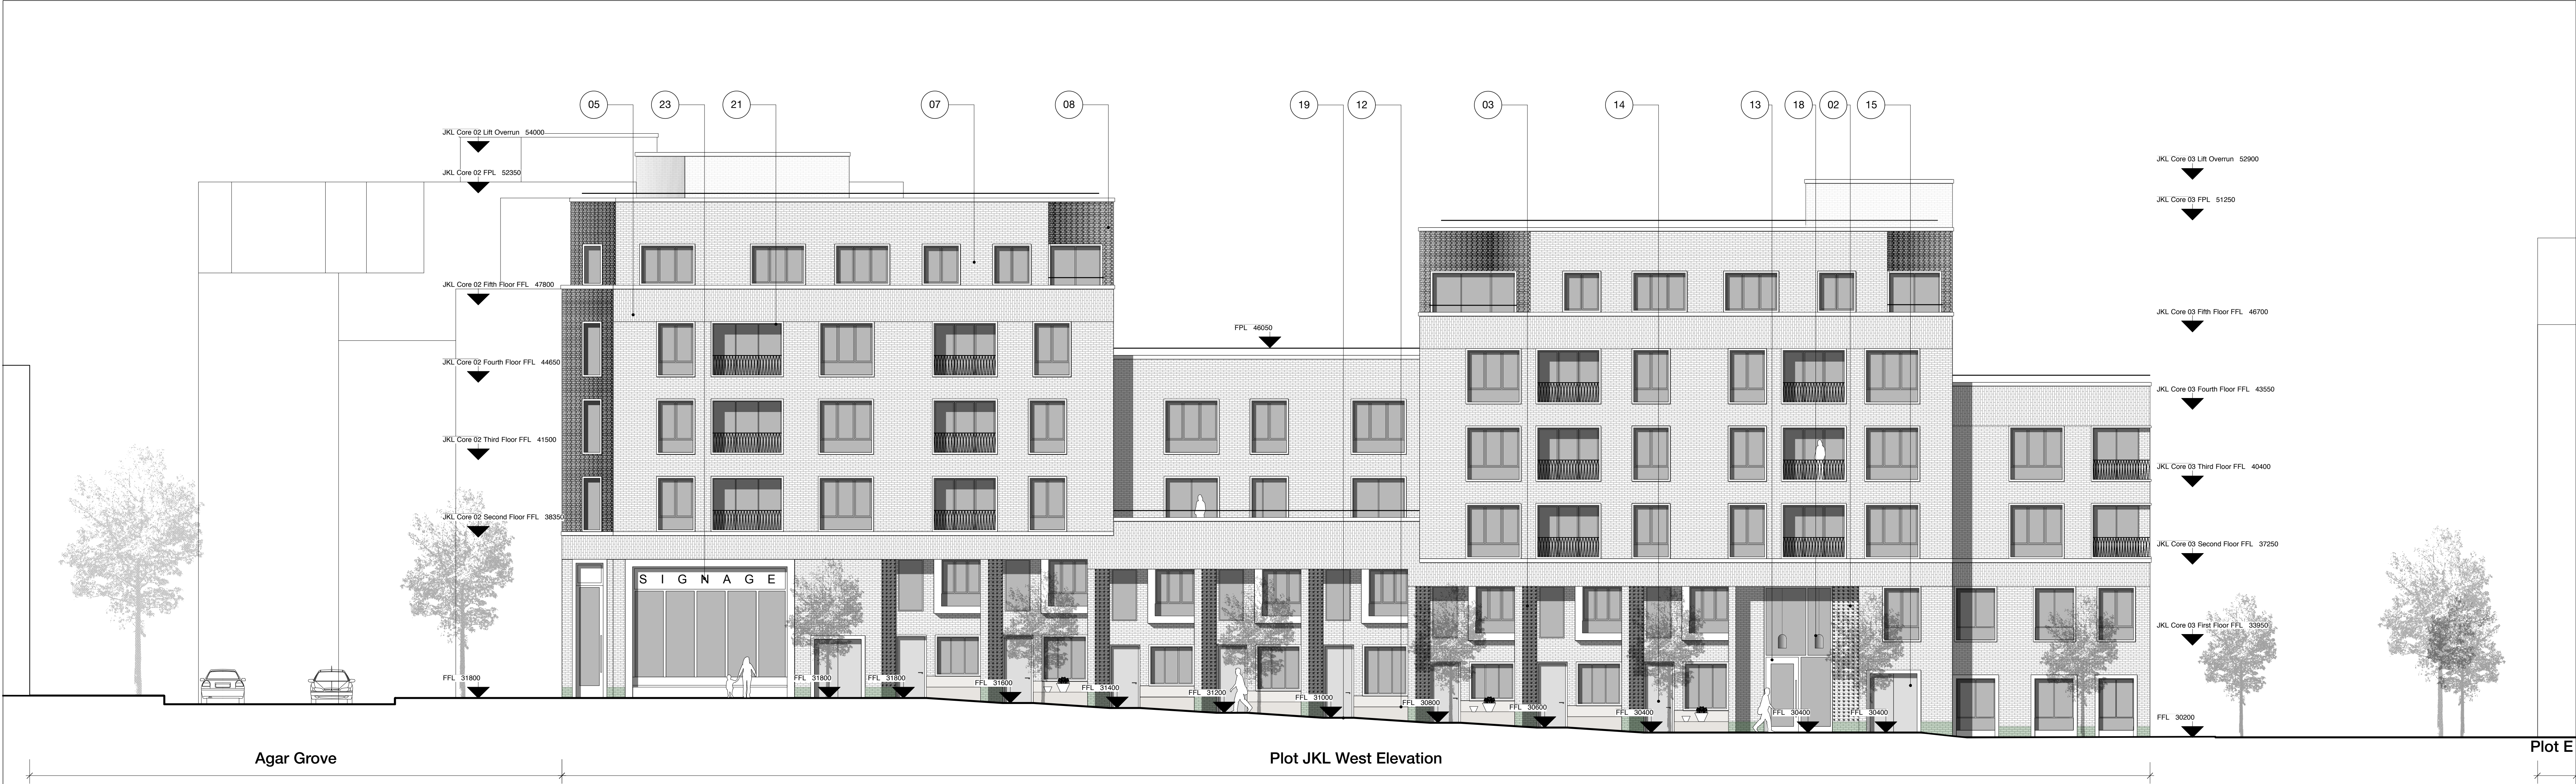 05
23
21
07
08
19
12
03
14
13
18
02
15
JKL Core 02 Lift Overrun 54000
JKL Core 02 FPL 52350
JKL Core 02 Fifth Floor FFL 47800
JKL Core 02 Fourth Floor FFL 44650
JKL Core 02 Third Floor FFL 41500
JKL Core 02 Second Floor FFL 38350
FFL 31800
FPL 46050
JKL Core 03 Lift Overrun 52900
JKL Core 03 FPL 51250
JKL Core 03 Fifth Floor FFL 46700
JKL Core 03 Fourth Floor FFL 43550
JKL Core 03 Third Floor FFL 40400
JKL Core 03 Second Floor FFL 37250
JKL Core 03 First Floor FFL 33950
FFL 30200
SIGNAGE
FFL 31800
FFL 31800
FFL 31600
FFL 31400
FFL 31200
FFL 31000
FFL 30800
FFL 30600
FFL 30400
FFL 30400
FFL 30400
Agar Grove
Plot JKL West Elevation
Plot E